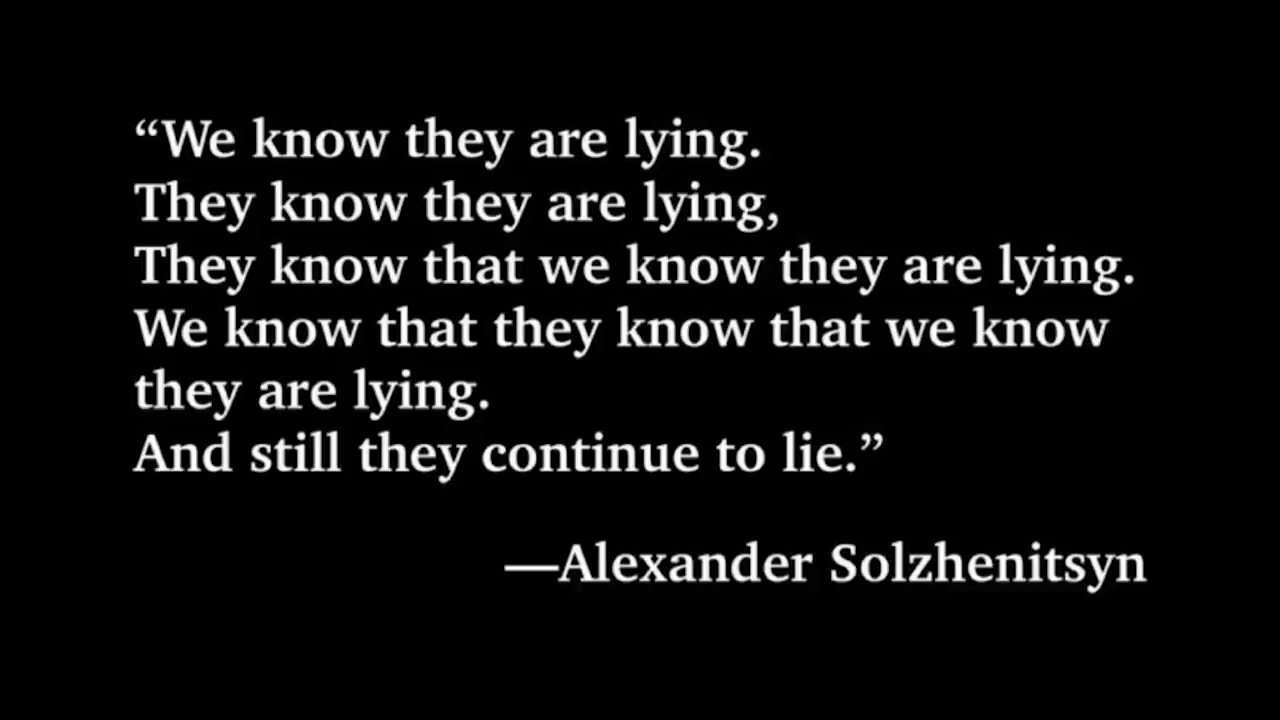 “We know they are lying.
They know they are lying,
They know that we know they are lying.
We know that they know that we know
they are lying.
And still they continue to lie.”
—Alexander Solzhenitsyn